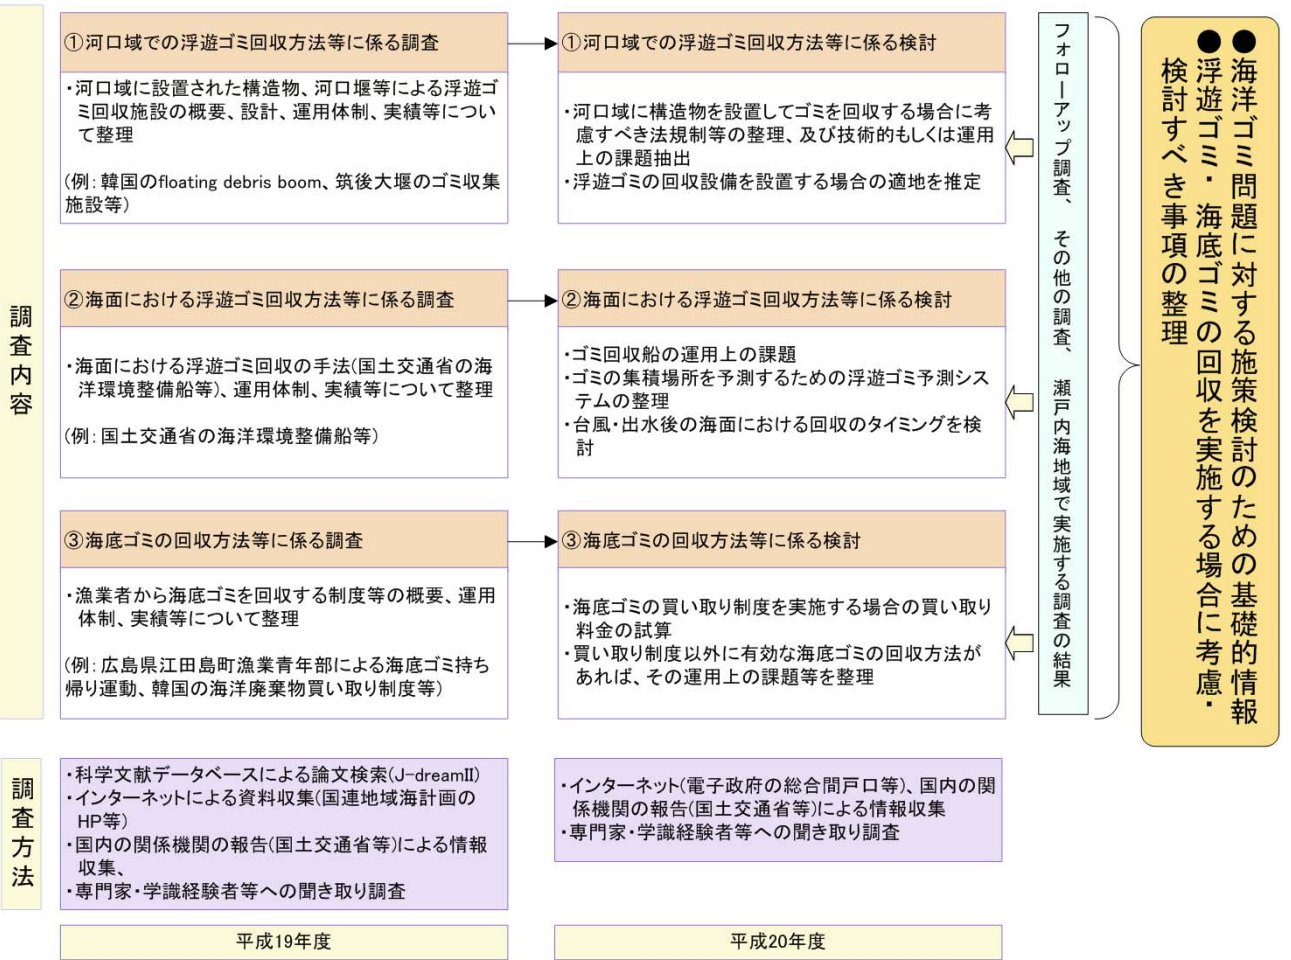 調査内容
①河口域での浮遊ゴミ回収方法等に係る調査
・河口域に設置された構造物、河口堰等による浮遊ゴ
ミ回収施設の概要、設計、運用体制、実績等につい
て整理
(例：韓国のfloating debris boom、筑後大堰のゴミ収集
施設等)
①河口域での浮遊ゴミ回収方法等に係る検討
・河口域に構造物を設置してゴミを回収する場合に考
慮すべき法規制等の整理、及び技術的もしくは運用
上の課題抽出
・浮遊ゴミの回収設備を設置する場合の適地を推定
②海面における浮遊ゴミ回収方法等に係る調査
・海面における浮遊ゴミ回収の手法(国土交通省の海
洋環境整備船等)、運用体制、実績等について整理
(例：国土交通省の海洋環境整備船等)
②海面における浮遊ゴミ回収方法等に係る検討
・ゴミ回収船の運用上の課題
・ゴミの集積場所を予測するための浮遊ゴミ予測シス
テムの整理
・台風・出水後の海面における回収のタイミングを検
討
③海底ゴミの回収方法等に係る調査
・漁業者から海底ゴミを回収する制度等の概要、運用
体制、実績等について整理
(例：広島県江田島町漁業青年部による海底ゴミ持ち
帰り運動、韓国の海洋廃棄物買い取り制度等)
③海底ゴミの回収方法等に係る検討
・海底ゴミの買い取り制度を実施する場合の買い取り
料金の試算
・買い取り制度以外に有効な海底ゴミの回収方法が
あれば、その運用上の課題等を整理
フォローアップ調査、その他の調査、瀬戸内海地域で実施する調査の結果
●海洋ゴミ問題に対する施策検討のための基礎的情報
●浮遊ゴミ・海底ゴミの回収を実施する場合に考慮・
検討すべき事項の整理
調査方法
・科学文献データベースによる論文検索(J-dreamII)
・インターネットによる資料収集(国連地域海計画の
HP等)
・国内の関係機関の報告(国土交通省等)による情報
収集、
・専門家・学識経験者等への聞き取り調査
・インターネット(電子政府の総合間戸口等)、国内の関
係機関の報告(国土交通省等)による情報収集
・専門家・学識経験者等への聞き取り調査
平成19年度
平成20年度